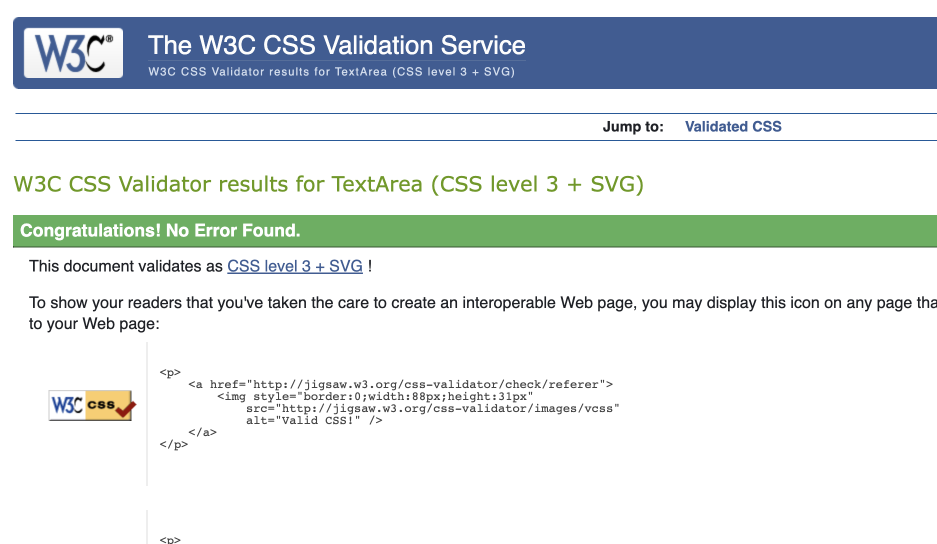 W3C®
The W3C CSS Validation Service
W3C CSS Validator results for TextArea (CSS level 3 + SVG)
Jump to: Validated CSS
W3C CSS Validator results for TextArea (CSS level 3 + SVG)
Congratulations! No Error Found.
This document validates as CSS level 3 + SVG !
To show your readers that you've taken the care to create an interoperable Web page, you may display this icon on any page tha
to your Web page:
<p>
    <a href="http://jigsaw.w3.org/css-validator/check/referer">
        <img style="border:0;width:88px;height:31px"
            src="http://jigsaw.w3.org/css-validator/images/vcss"
W3C css
            alt="Valid CSS!" />
    </a>
</p>
<p>